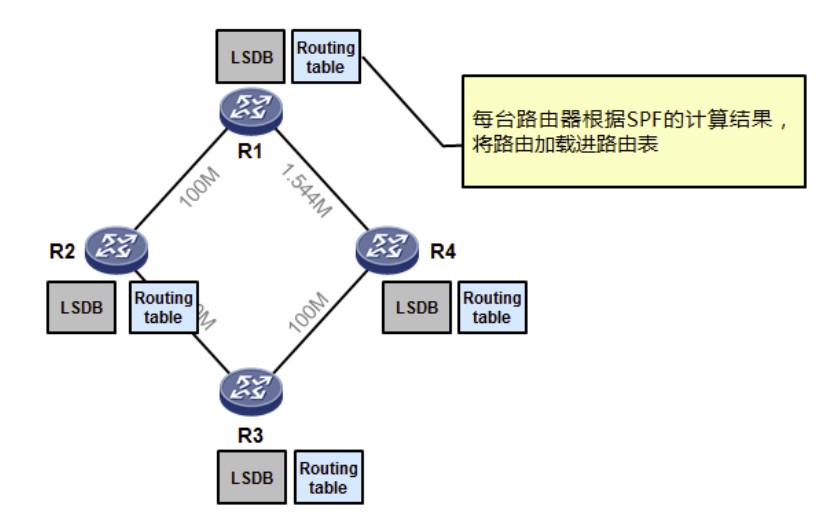 LSDB
Routing
table
每台路由器根据SPF的计算结果，
将路由加载进路由表
R1
100M
1.544M
R2
R4
LSDB
Routing
table
LSDB
Routing
table
100M
R3
LSDB
Routing
table